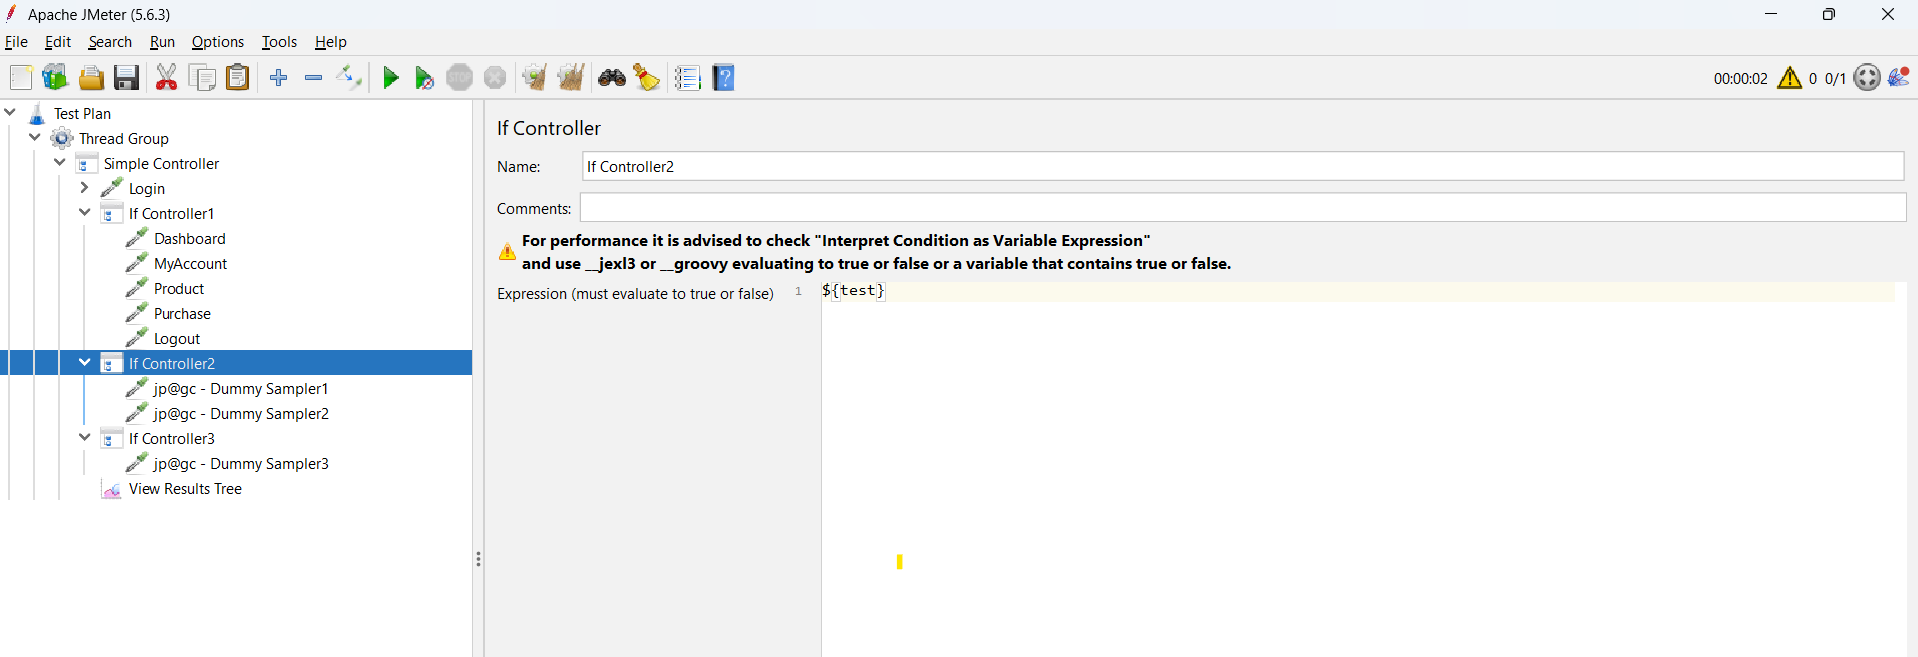 Apache JMeter (5.6.3)
File Edit Search Run Options Tools Help
STOP
00:00:02 0 0/1
Test Plan
Thread Group
Simple Controller
Login
If Controller1
Dashboard
MyAccount
Product
Purchase
Logout
If Controller2
jp@gc - Dummy Sampler1
jp@gc - Dummy Sampler2
If Controller3
jp@gc - Dummy Sampler3
View Results Tree
If Controller
Name: If Controller2
Comments:
For performance it is advised to check "Interpret Condition as Variable Expression"
and use __jexl3 or __groovy evaluating to true or false or a variable that contains true or false.
Expression (must evaluate to true or false) 1 ${test}